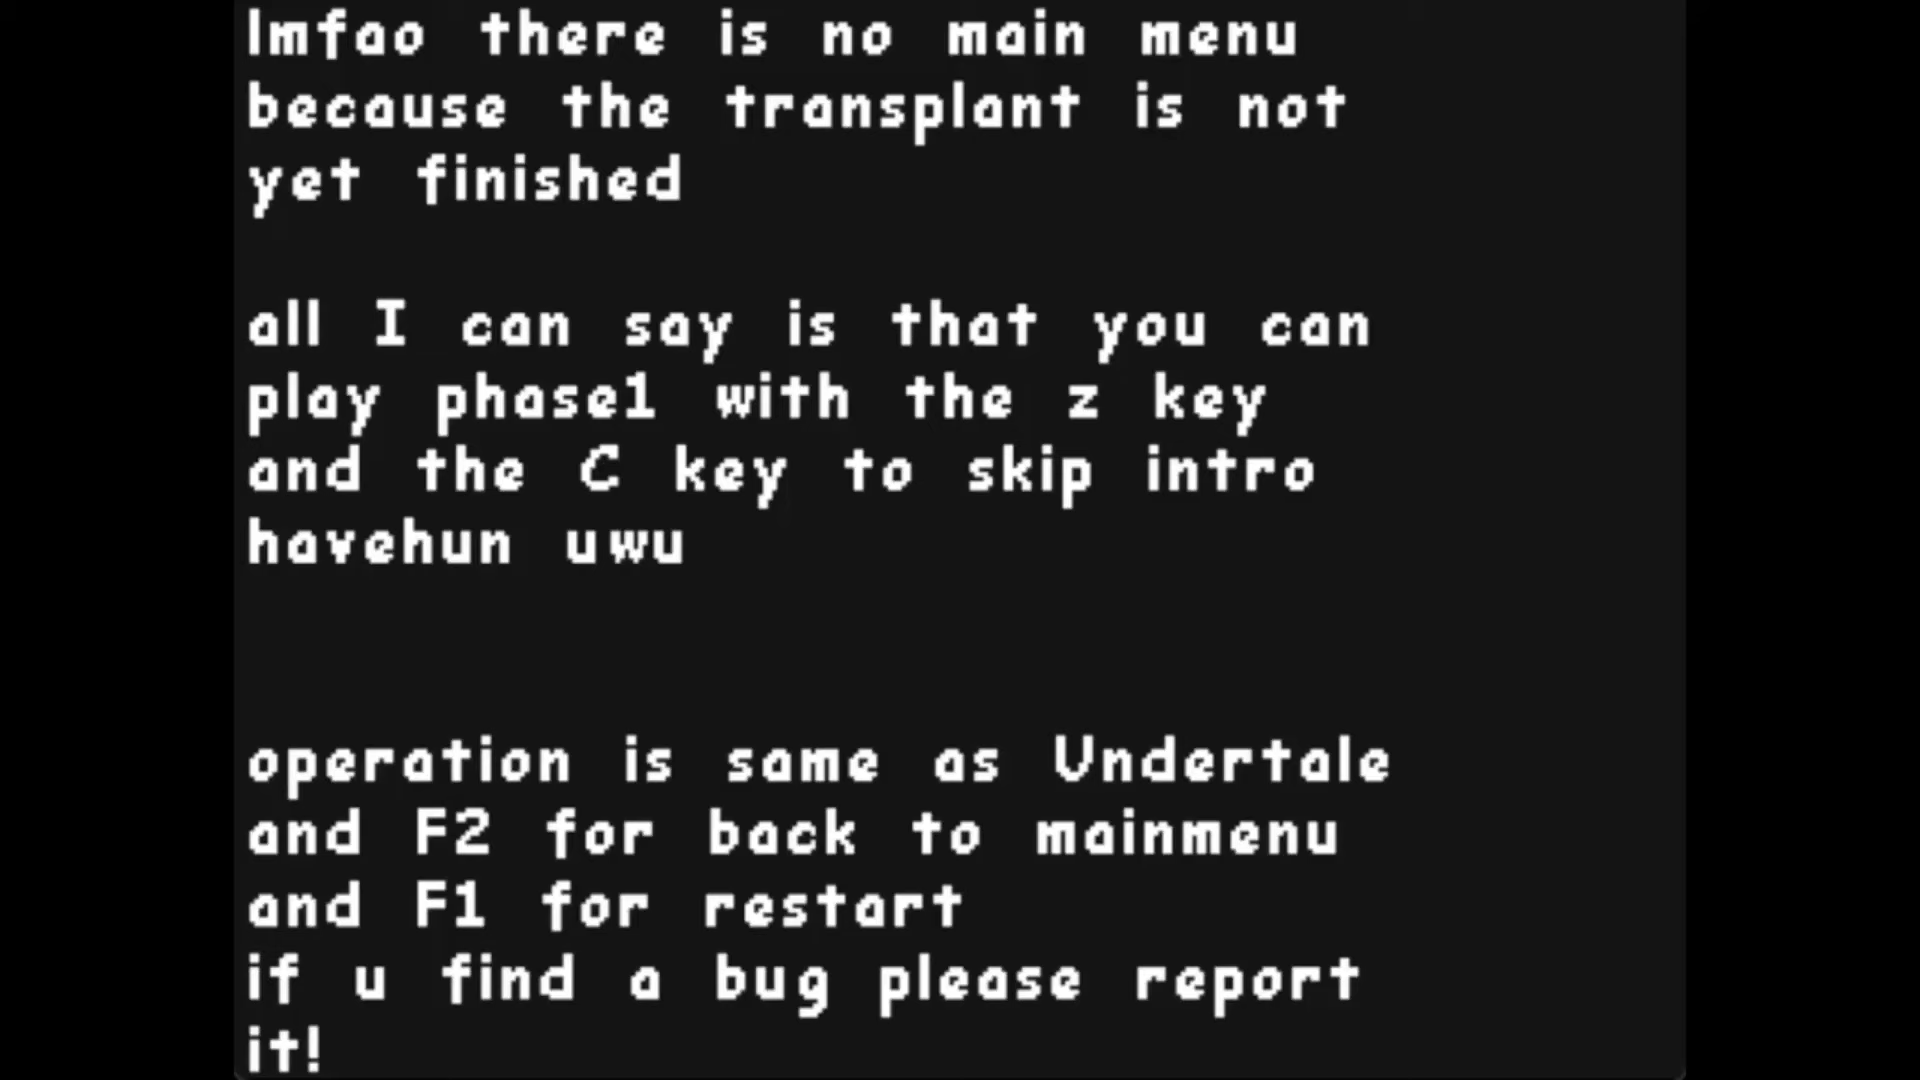 lmfao there is no main menu
because the transplant is not
yet finished
all I can say is that you can
play phase1 with the z key
and the C key to skip intro
havehun uwu
operation is same as Undertale
and F2 for back to mainmenu
and F1 for restart
if u find a bug please report
it!